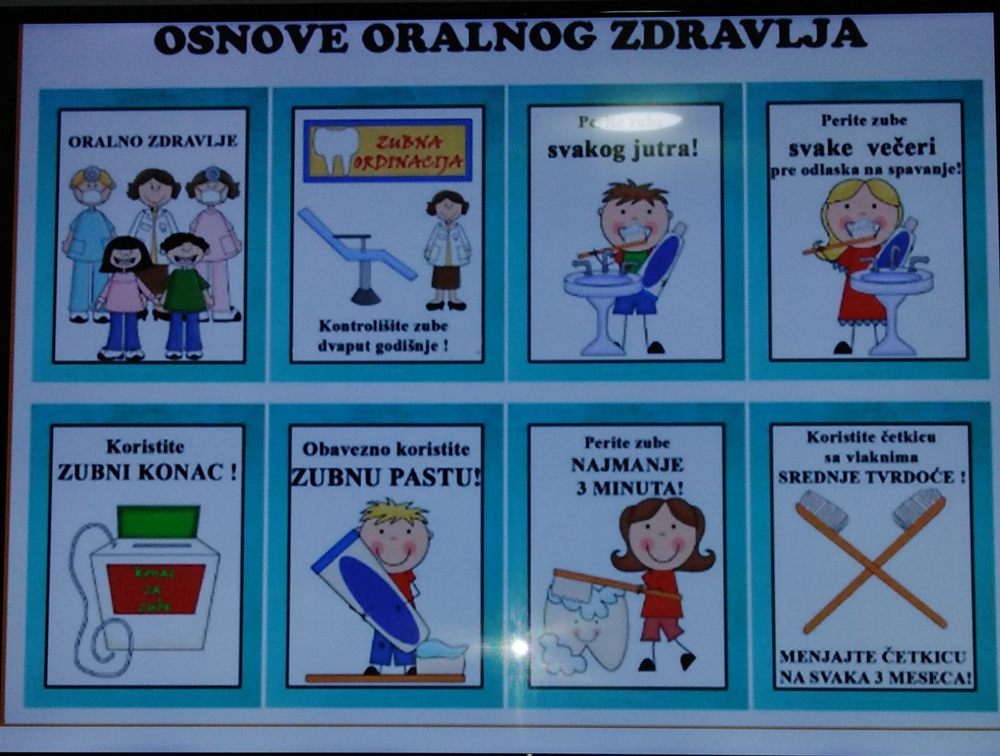 OSNOVE ORALNOG ZDRAVLJA
ORALNO ZDRAVLJE
ZUBNA
ORDINACIJA
Kontrolišite zube
dvaput godišnje !
Perite zube
svakog jutra!
Perite zube
svake večeri
pre odlaska na spavanje!
Koristite
ZUBNI KONAC !
Konac
ZA
Zube
Obavezno koristite
ZUBNU PASTU!
Perite zube
NAJMANJE
3 MINUTA!
Koristite četkicu
sa vlaknima
SREDNJE TVRDOĆE !
MENJAJTE ČETKICU
NA SVAKA 3 MESECA!